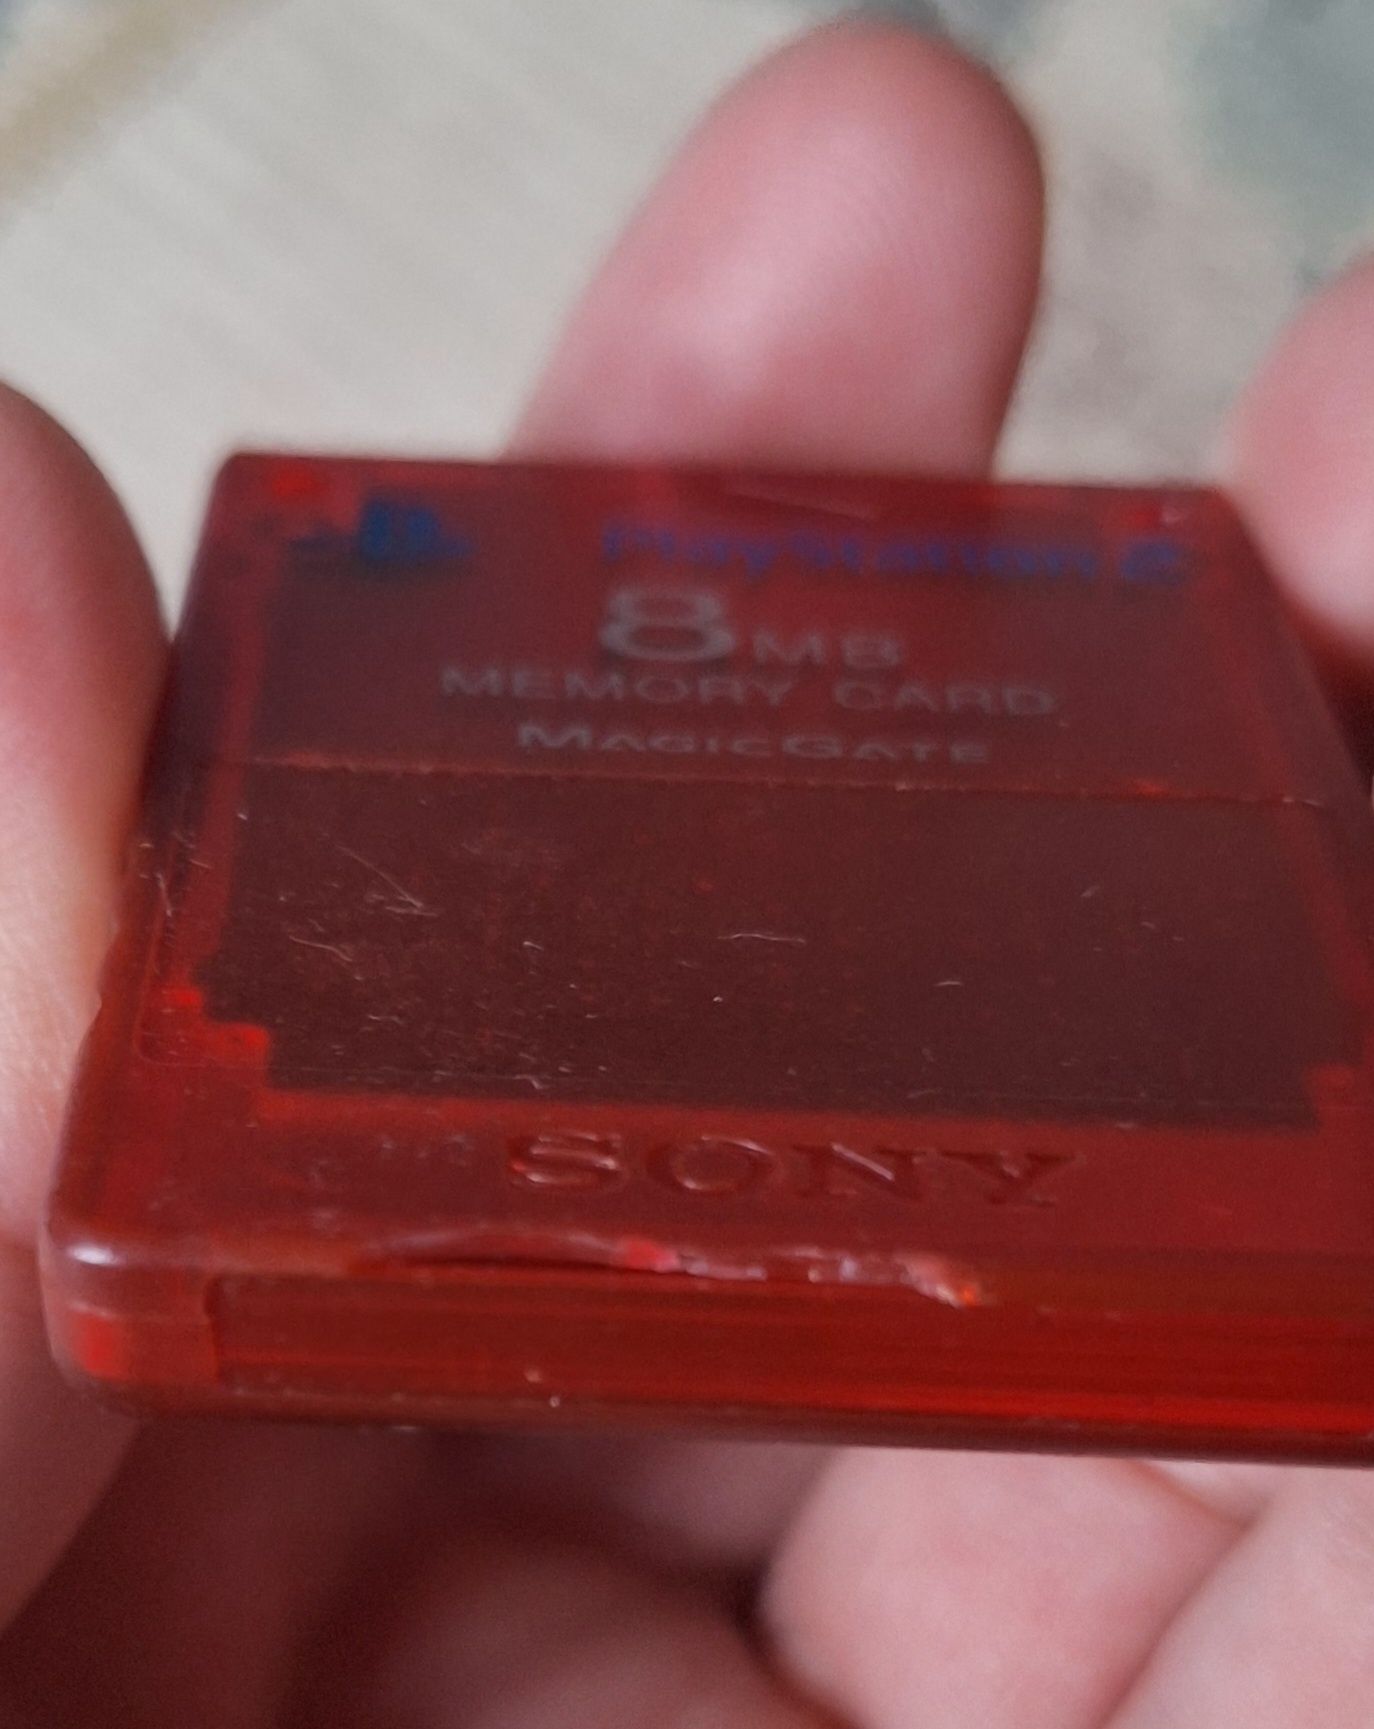 PlayStation 2
8MB
MEMORY CARD
MAGICGATE
SONY